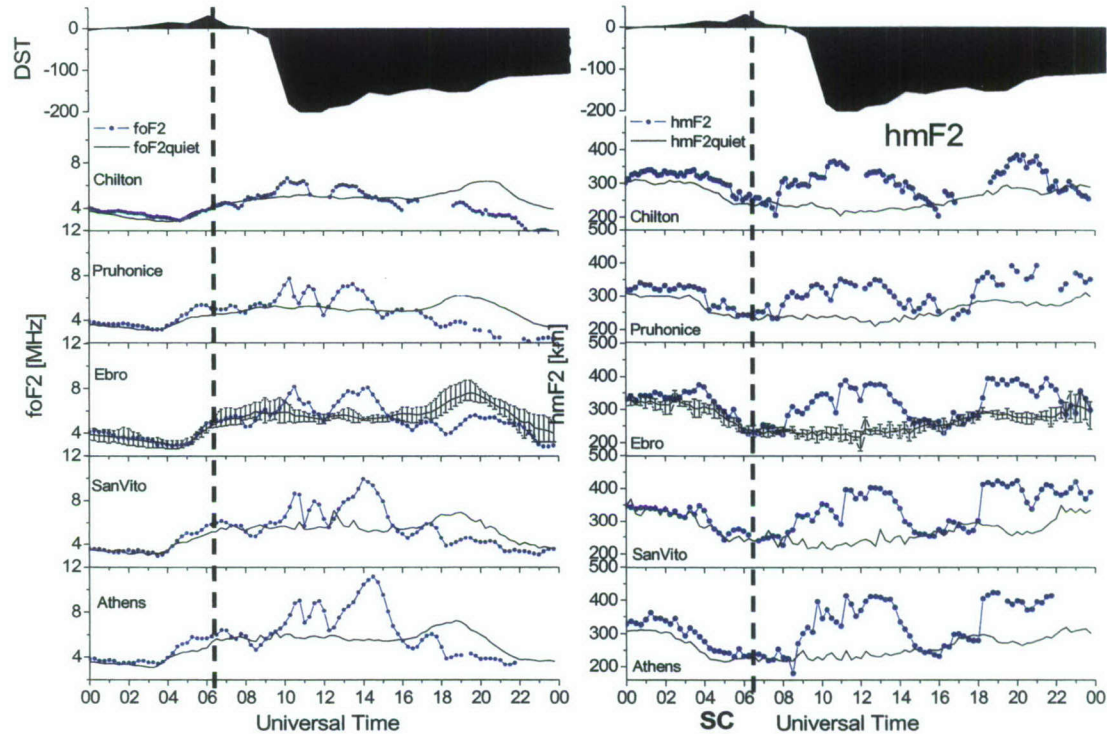 0
-100
-200
DST
foF2
foF2quiet
8
4
12
Chilton
8
4
12
Pruhonice
8
4
12
Ebro
8
4
12
SanVito
8
4
Athens
foF2 [MHz]
00 02 04 06 08 10 12 14 16 18 20 22 00
Universal Time
0
-100
-200
hmF2
hmF2quiet
hmF2
400
300
200
500
Chilton
400
300
200
500
Pruhonice
400
300
200
500
Ebro
400
300
200
500
SanVito
400
300
200
Athens
hmF2 [km]
00 02 04 06 08 10 12 14 16 18 20 22 00
SC
Universal Time